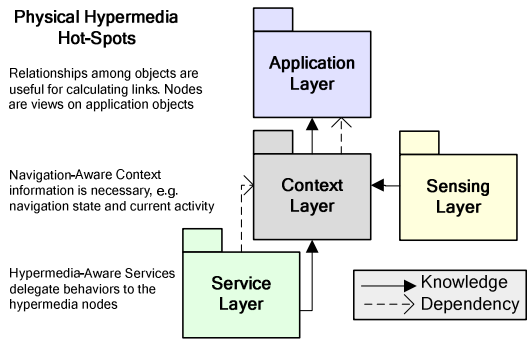 Physical Hypermedia
Hot-Spots
Relationships among objects are
useful for calculating links. Nodes
are views on application objects
Application
Layer
Navigation-Aware Context
information is necessary, e.g.
navigation state and current activity
Context
Layer
Sensing
Layer
Hypermedia-Aware Services
delegate behaviors to the
hypermedia nodes
Service
Layer
Knowledge
Dependency